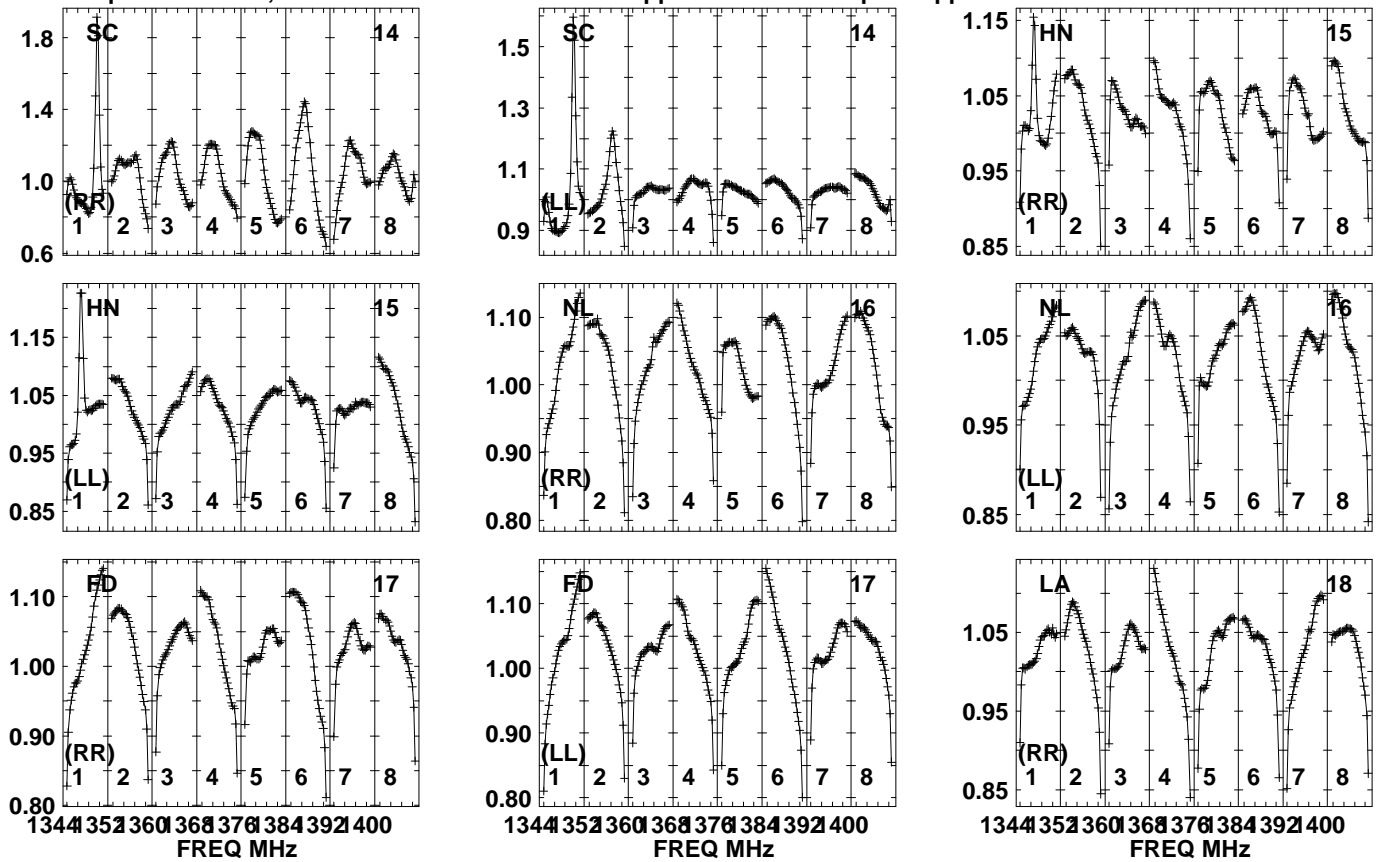 SC 14
1.8
1.4
1.0
0.6
(RR)
1 2 3 4 5 6 7 8
SC 14
1.5
1.3
1.1
0.9
(LL)
1 2 3 4 5 6 7 8
HN 15
1.15
1.05
0.95
0.85
(RR)
1 2 3 4 5 6 7 8
HN 15
1.15
1.05
0.95
0.85
(LL)
1 2 3 4 5 6 7 8
NL 16
1.10
1.00
0.90
0.80
(RR)
1 2 3 4 5 6 7 8
NL 16
1.05
0.95
0.85
(LL)
1 2 3 4 5 6 7 8
FD 17
1.10
1.00
0.90
0.80
(RR)
1 2 3 4 5 6 7 8
1344 1352 1360 1368 1376 1384 1392 1400
FREQ MHz
FD 17
1.10
1.00
0.90
0.80
(LL)
1 2 3 4 5 6 7 8
1344 1352 1360 1368 1376 1384 1392 1400
FREQ MHz
LA 18
1.05
0.95
0.85
(RR)
1 2 3 4 5 6 7 8
1344 1352 1360 1368 1376 1384 1392 1400
FREQ MHz